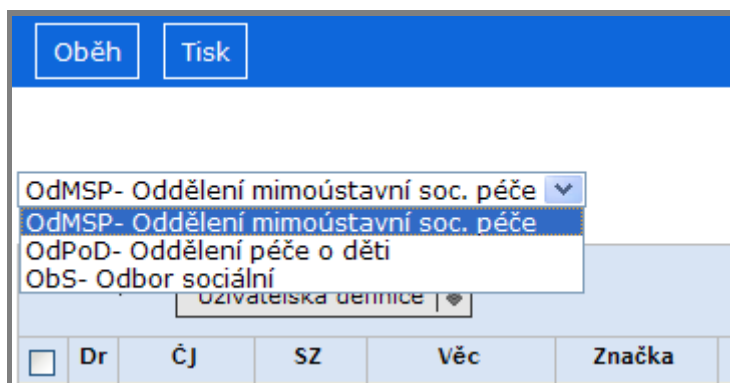 Oběh Tisk
OdMSP- Oddělení mimoústavní soc. péče
OdMSP- Oddělení mimoústavní soc. péče
OdPoD- Oddělení péče o děti
ObS- Odbor sociální
Uživatelská definice
Dr ČJ SZ Věc Značka